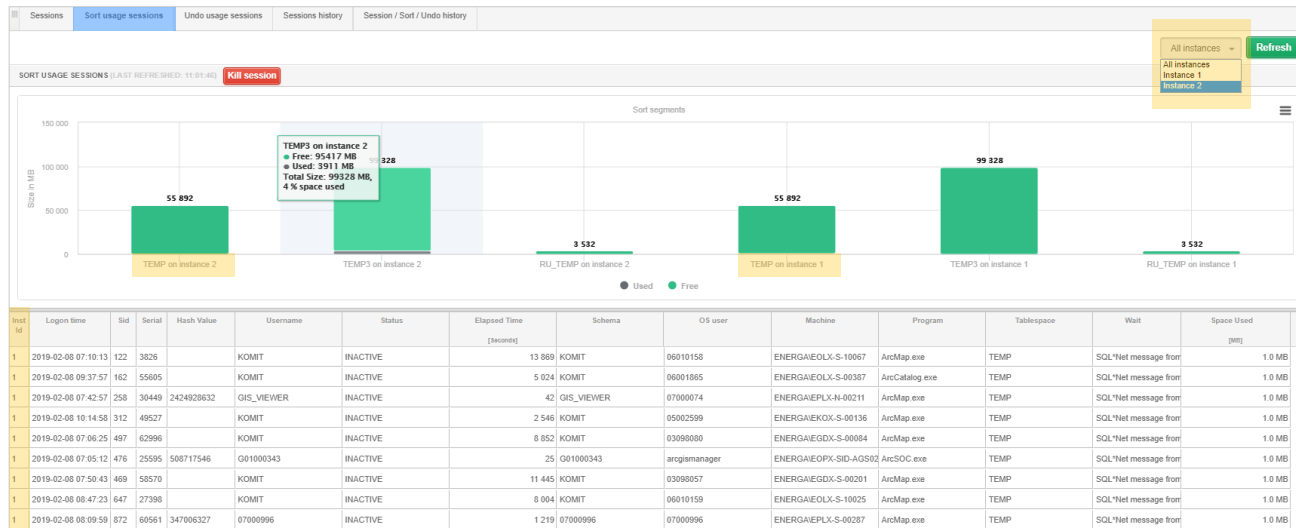 Sessions Sort usage sessions Undo usage sessions Sessions history Session / Sort / Undo history
All instances Refresh
All instances
Instance 1
Instance 2
SORT USAGE SESSIONS (LAST REFRESHED: 11:01:46) Kill session
Sort segments
Size in MB
150 000
100 000
50 000
0
TEMP3 on instance 2
Free: 95417 MB
Used: 3911 MB
Total Size: 99328 MB,
4 % space used
55 892 328 3 532 55 892 99 328 3 532
TEMP on instance 2 TEMP3 on instance 2 RU_TEMP on instance 2 TEMP on instance 1 TEMP3 on instance 1 RU_TEMP on instance 1
Used Free
Inst Id Logon time Sid Serial Hash Value Username Status Elapsed Time [Seconds] Schema OS user Machine Program Tablespace Wait Space Used [MB]
1 2019-02-08 07:10:13 122 3826 KOMIT INACTIVE 13 869 KOMIT 06010158 ENERGA\EOLX-S-10067 ArcMap.exe TEMP SQL*Net message from 1.0 MB
1 2019-02-08 09:37:57 162 55605 KOMIT INACTIVE 5 024 KOMIT 06001865 ENERGA\EOLX-S-00387 ArcCatalog.exe TEMP SQL*Net message from 1.0 MB
1 2019-02-08 07:42:57 258 30449 2424928632 GIS_VIEWER INACTIVE 42 GIS_VIEWER 07000074 ENERGA\EPLX-N-00211 ArcMap.exe TEMP SQL*Net message from 1.0 MB
1 2019-02-08 10:14:58 312 49527 KOMIT INACTIVE 2 546 KOMIT 05002599 ENERGA\EKOX-S-00136 ArcMap.exe TEMP SQL*Net message from 1.0 MB
1 2019-02-08 07:06:25 497 62996 KOMIT INACTIVE 8 852 KOMIT 03098080 ENERGA\EGDX-S-00084 ArcMap.exe TEMP SQL*Net message from 1.0 MB
1 2019-02-08 07:05:12 476 25595 508717546 G01000343 INACTIVE 25 G01000343 arcgismanager ENERGA\EOPX-SID-AGS02 ArcSOC.exe TEMP SQL*Net message from 1.0 MB
1 2019-02-08 07:50:43 469 58570 KOMIT INACTIVE 11 445 KOMIT 03098057 ENERGA\EGDX-S-00201 ArcMap.exe TEMP SQL*Net message from 1.0 MB
1 2019-02-08 08:47:23 647 27398 KOMIT INACTIVE 8 004 KOMIT 06010159 ENERGA\EOLX-S-10025 ArcMap.exe TEMP SQL*Net message from 1.0 MB
1 2019-02-08 08:09:59 872 60561 347006327 07000996 INACTIVE 1 219 07000996 07000996 ENERGA\EPLX-S-00287 ArcMap.exe TEMP SQL*Net message from 1.0 MB